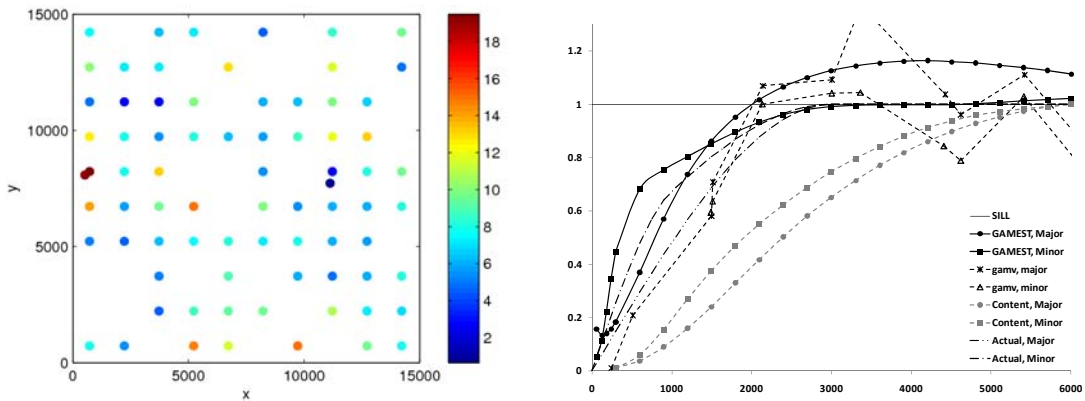 15000
10000
5000
0
y
0
5000
10000
15000
x
18
16
14
12
10
8
6
4
2
1.2
1
0.8
0.6
0.4
0.2
0
0
1000
2000
3000
4000
5000
6000
SILL
GAMEST, Major
GAMEST, Minor
gamv, major
gamv, minor
Content, Major
Content, Minor
Actual, Major
Actual, Minor